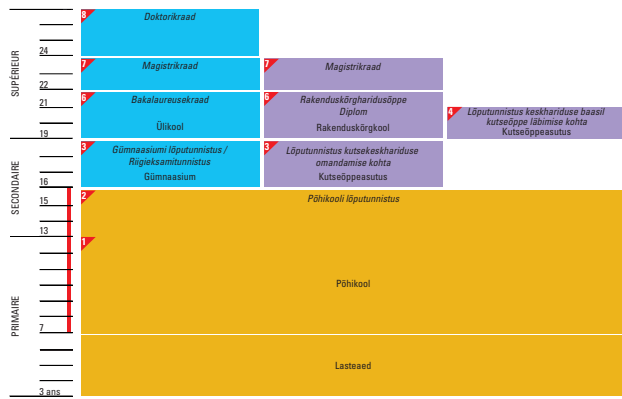 SUPÉRIEUR
SECONDAIRE
PRIMAIRE
24
22
21
19
16
15
13
7
3 ans
8
Doktorikraad
7
Magistrikraad
7
Magistrikraad
6
Bakalaureusekraad
Ülikool
6
Rakenduskõrgharidusõppe
Diplom
Rakenduskõrgkool
4
Lõputunnistus keskhariduse baasil
kutseõppe läbimise kohta
Kutseõppeasutus
3
Gümnaasiumi lõputunnistus /
Riigieksamitunnistus
Gümnaasium
3
Lõputunnistus kutsekeskhariduse
omandamise kohta
Kutseõppeasutus
2
Põhikooli lõputunnistus
1
Põhikool
Lasteaed